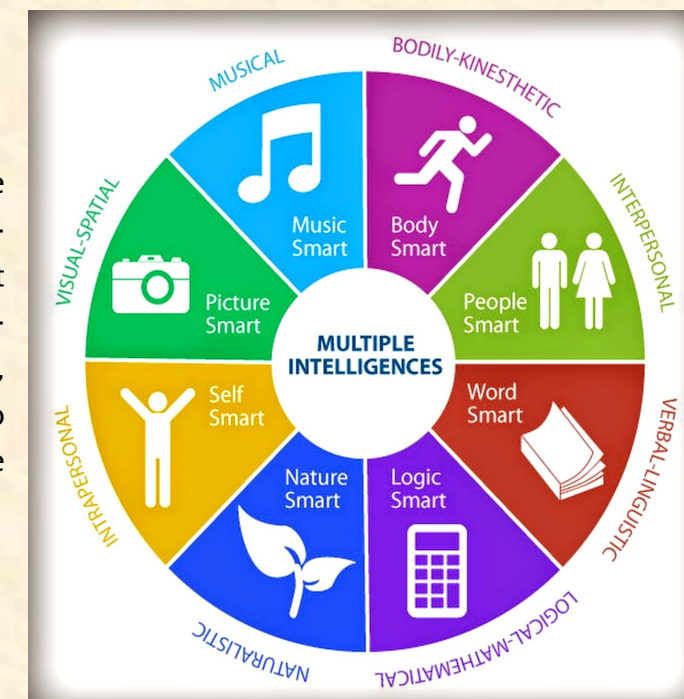 MUSICAL
BODILY-KINESTHETIC
INTERPERSONAL
VERBAL-LINGUISTIC
LOGICAL-MATHEMATICAL
NATURALISTIC
INTRAPERSONAL
VISUAL-SPATIAL
Music
Smart
Body
Smart
People
Smart
Word
Smart
Logic
Smart
Nature
Smart
Self
Smart
Picture
Smart
MULTIPLE
INTELLIGENCES